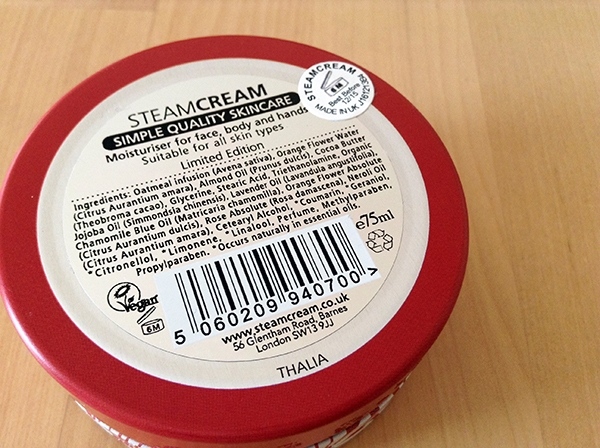 STEAMCREAM
SIMPLE QUALITY SKINCARE
Moisturiser for face, body and hands
Suitable for all skin types
Limited Edition
Ingredients: Oatmeal Infusion (Avena sativa), Orange Flower Water
(Citrus Aurantium amara), Almond Oil (Prunus dulcis), Cocoa Butter
(Theobroma cacao), Glycerine, Stearic Acid, Triethanolamine, Organic
Jojoba Oil (Simmondsia chinensis), Lavender Oil (Lavandula angustifolia),
Chamomile Blue Oil (Matricaria chamomilla), Orange Flower Absolute
(Citrus Aurantium dulcis), Rose Absolute (Rosa damascena), Neroli Oil
(Citrus Aurantium amara), Cetearyl Alcohol, *Coumarin, *Geraniol,
*Citronellol, *Limonene, *Linalool, Perfume, Methylparaben,
Propylparaben. *Occurs naturally in essential oils.
e75ml
Vegan
6M
5 060209 940700 >
www.steamcream.co.uk
56 Glentham Road, Barnes
London SW13 9JJ
THALIA
STEAMCREAM
Best Before
12/15
MADE IN UK